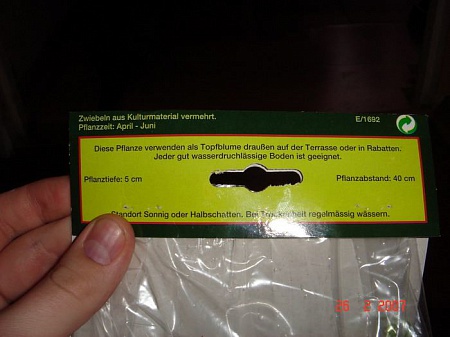 Zwiebeln aus Kulturmaterial vermehrt.
Pflanzzeit: April - Juni
E/1692
Diese Pflanze verwenden als Topfblume draußen auf der Terrasse oder in Rabatten.
Jeder gut wasserdruchlässige Boden ist geeignet.
Pflanztiefe: 5 cm
Pflanzabstand: 40 cm
Standort Sonnig oder Halbschatten. Bei Trockenheit regelmässig wässern.